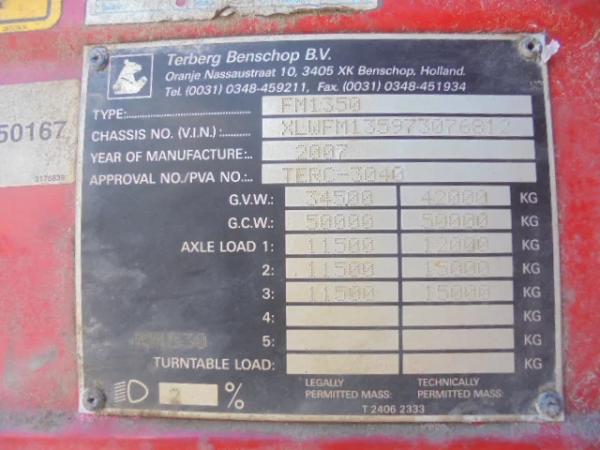 Terberg Benschop B.V.
Oranje Nassaustraat 10, 3405 XK Benschop, Holland.
Tel. (0031) 0348-459211, Fax. (0031) 0348-451934
TYPE: FM1350
CHASSIS NO. (V.I.N.): XLWFM135973076812
YEAR OF MANUFACTURE: 2007
APPROVAL NO./PVA NO.: TERC-3040
G.V.W.: 34500 42000 KG
G.C.W.: 50000 50000 KG
AXLE LOAD 1: 11500 12000 KG
2: 11500 15000 KG
3: 11500 15000 KG
4: KG
5: KG
TURNTABLE LOAD: KG
2 %
LEGALLY PERMITTED MASS: TECHNICALLY PERMITTED MASS:
T 2406 2333
50167
3176839